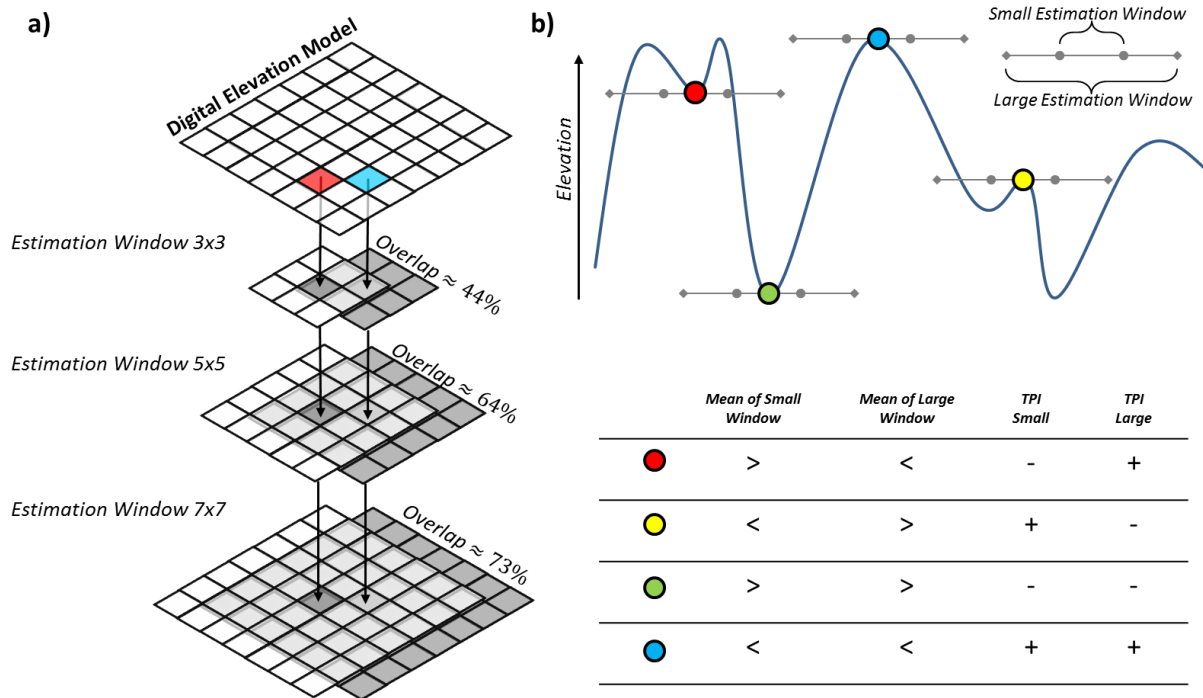 a)
Digital Elevation Model
Estimation Window 3x3
Overlap ≈ 44%
Estimation Window 5x5
Overlap ≈ 64%
Estimation Window 7x7
Overlap ≈ 73%
b)
Small Estimation Window
Large Estimation Window
Elevation
Mean of Small Window Mean of Large Window TPI Small TPI Large
> < - +
< > + -
> > - -
< < + +